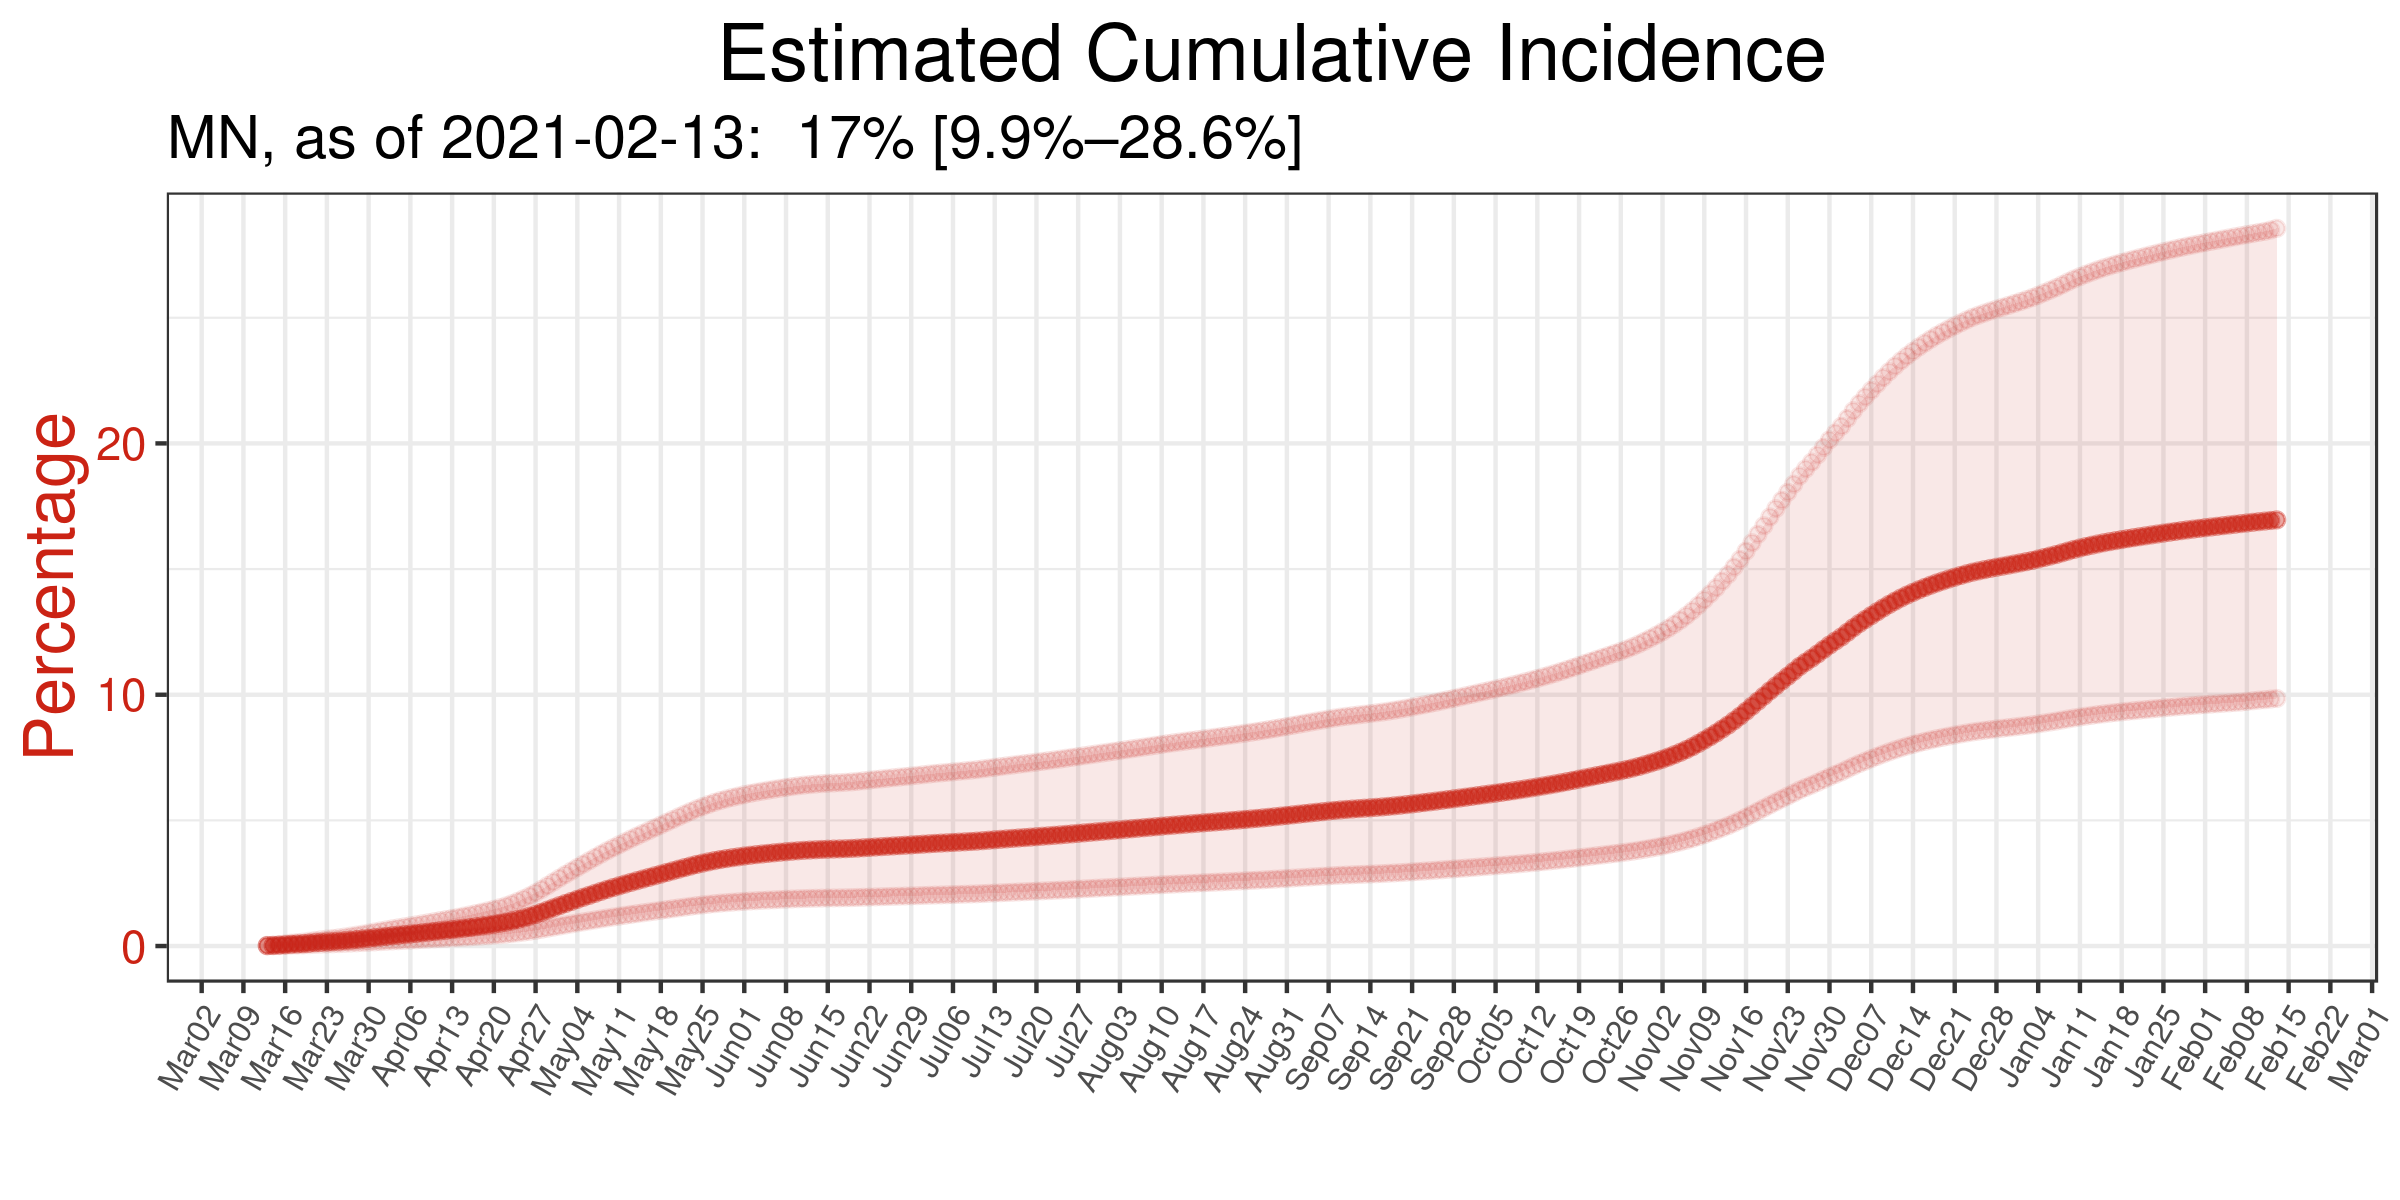 Estimated Cumulative Incidence
MN, as of 2021-02-13:  17% [9.9%–28.6%]
Percentage
20
10
0
Mar02
Mar09
Mar16
Mar23
Mar30
Apr06
Apr13
Apr20
Apr27
May04
May11
May18
May25
Jun01
Jun08
Jun15
Jun22
Jun29
Jul06
Jul13
Jul20
Jul27
Aug03
Aug10
Aug17
Aug24
Aug31
Sep07
Sep14
Sep21
Sep28
Oct05
Oct12
Oct19
Oct26
Nov02
Nov09
Nov16
Nov23
Nov30
Dec07
Dec14
Dec21
Dec28
Jan04
Jan11
Jan18
Jan25
Feb01
Feb08
Feb15
Feb22
Mar01